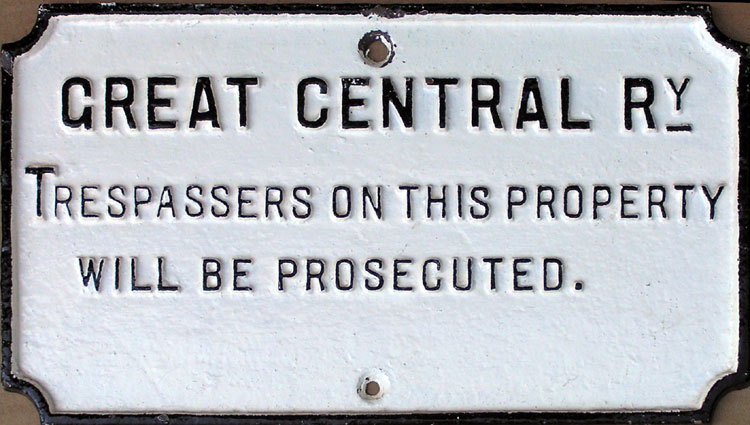 GREAT CENTRAL RY
TRESPASSERS ON THIS PROPERTY
WILL BE PROSECUTED.